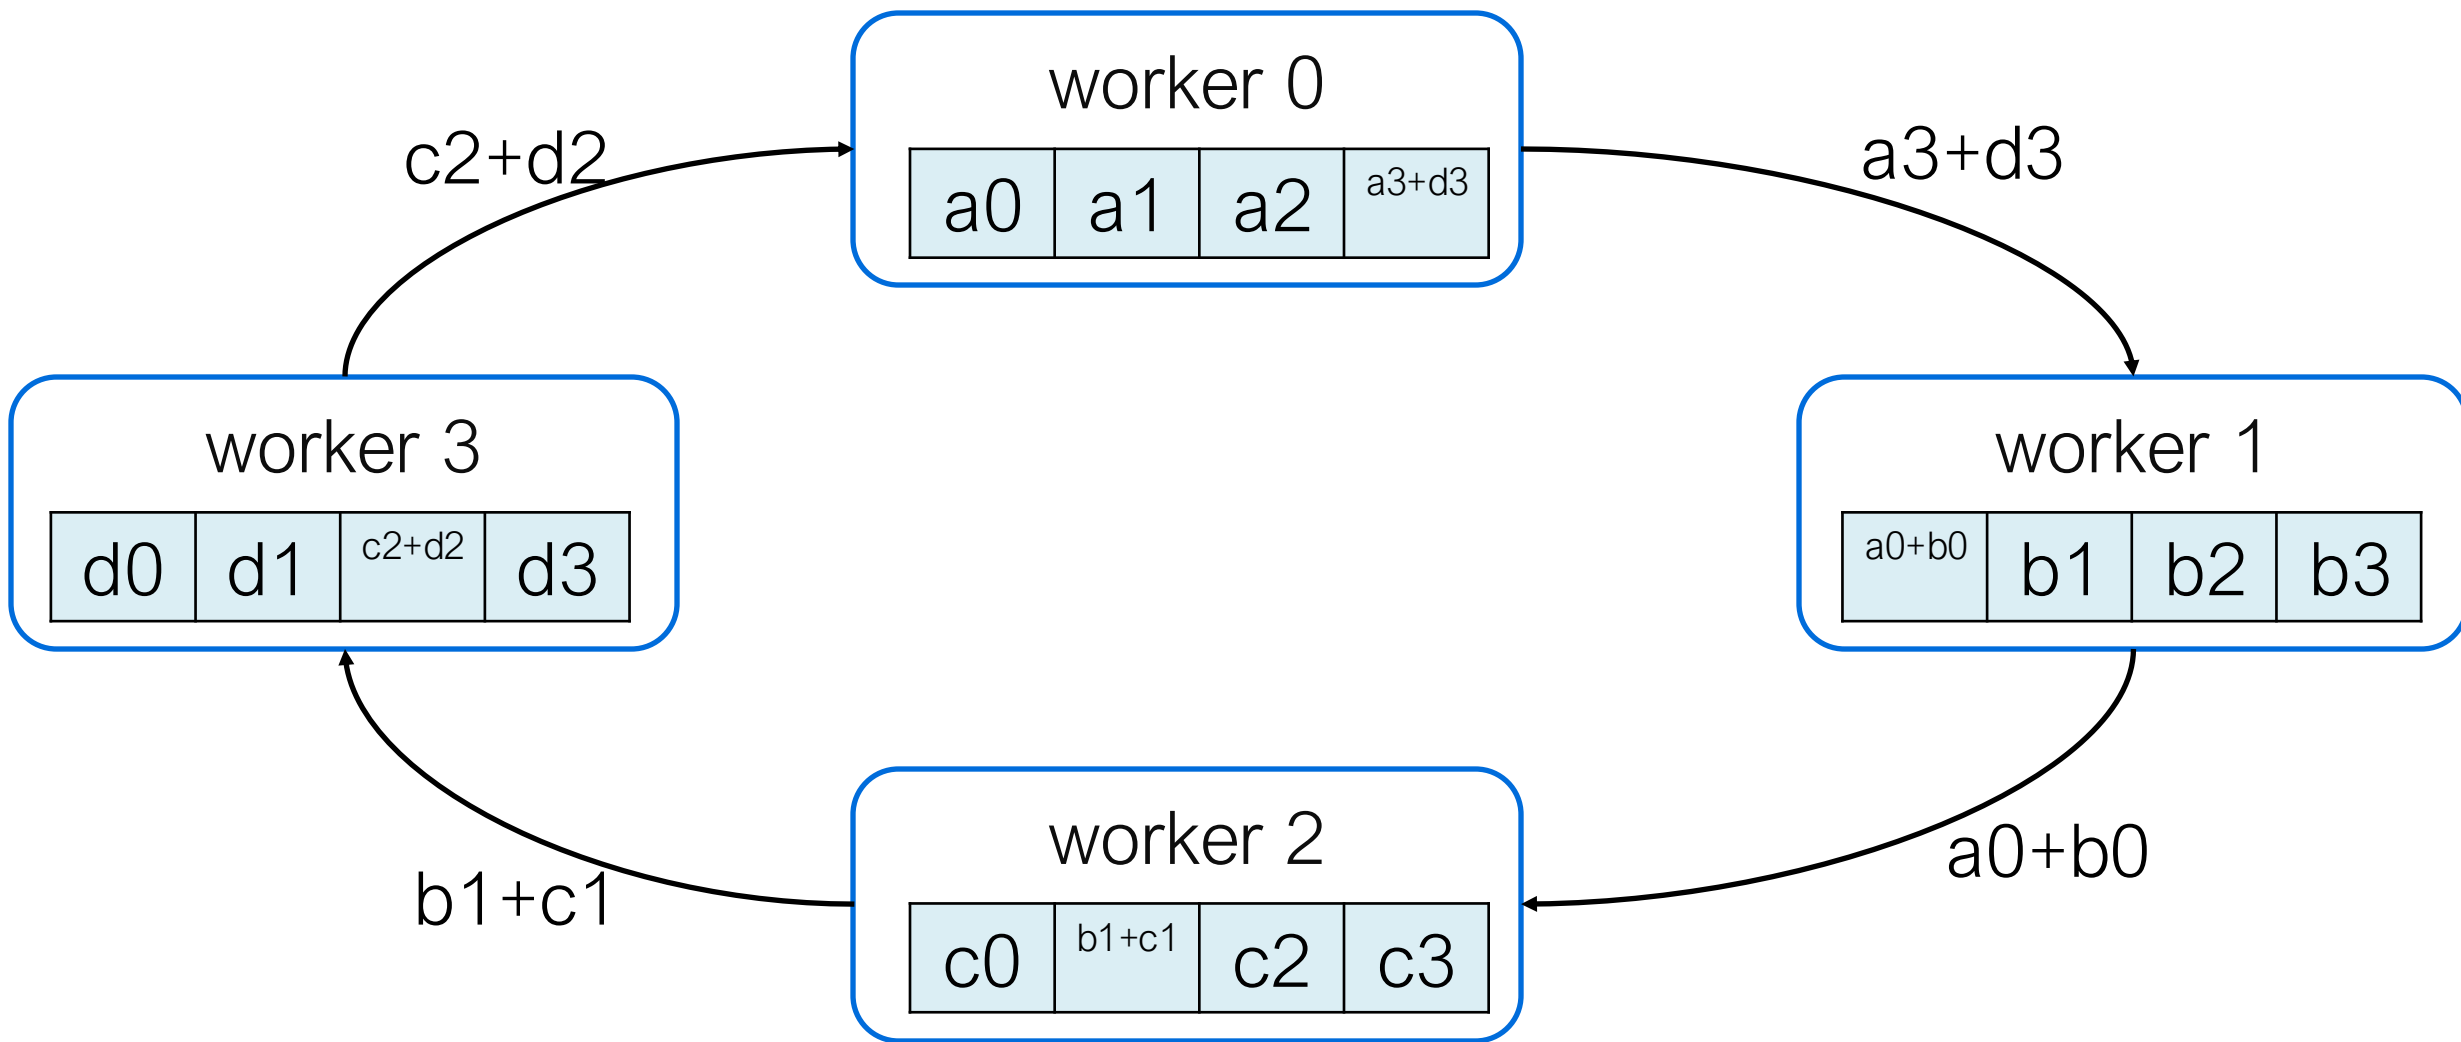 worker 0
a0 a1 a2 a3+d3
c2+d2
a3+d3
worker 3
d0 d1 c2+d2 d3
worker 1
a0+b0 b1 b2 b3
worker 2
c0 b1+c1 c2 c3
b1+c1
a0+b0